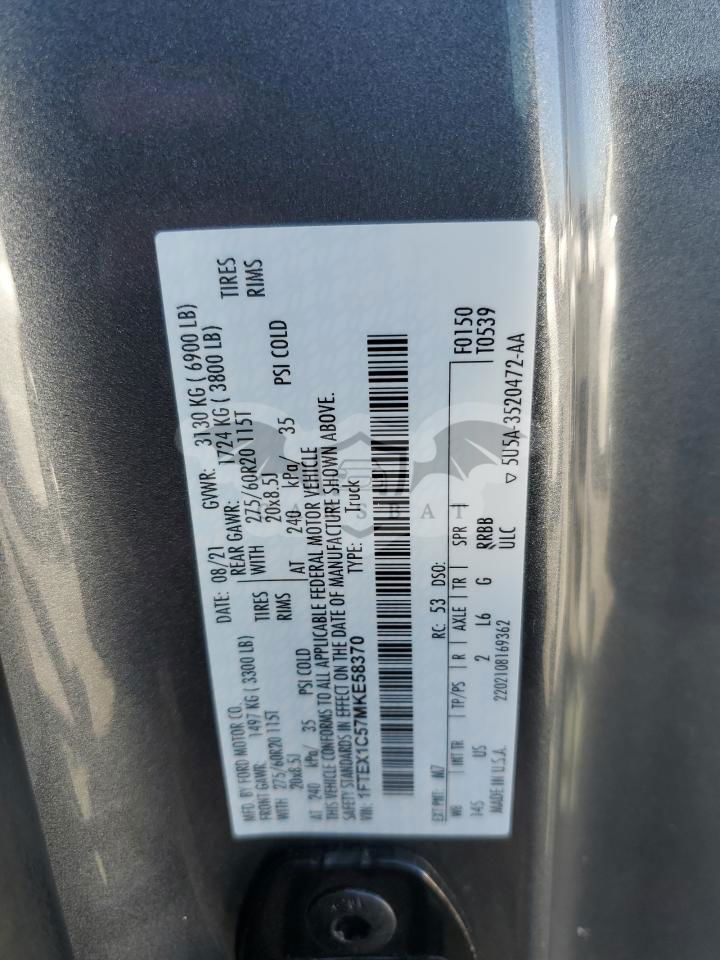 MFD. BY FORD MOTOR CO.
DATE: 08/21 GVWR: 3130 KG ( 6900 LB)
FRONT GAWR: 1497 KG ( 3300 LB) REAR GAWR: 1724 KG ( 3800 LB)
WITH 275/60R20 115T TIRES WITH 275/60R20 115T TIRES
20x8.5J RIMS 20x8.5J RIMS
AT 240 kPa/ 35 PSI COLD AT 240 kPa/ 35 PSI COLD
THIS VEHICLE CONFORMS TO ALL APPLICABLE FEDERAL MOTOR VEHICLE
SAFETY STANDARDS IN EFFECT ON THE DATE OF MANUFACTURE SHOWN ABOVE.
VIN: 1FTEX1C57MKE58370 TYPE: Truck
F0150
T0539
EXT PNT: M7 RC: 53 DSO:
WB INT TR TP/PS R AXLE TR SPR
145 US 2 L6 G RRBB
ULC
2202108169362
MADE IN U.S.A. ▽ 5U5A-3520472-AA